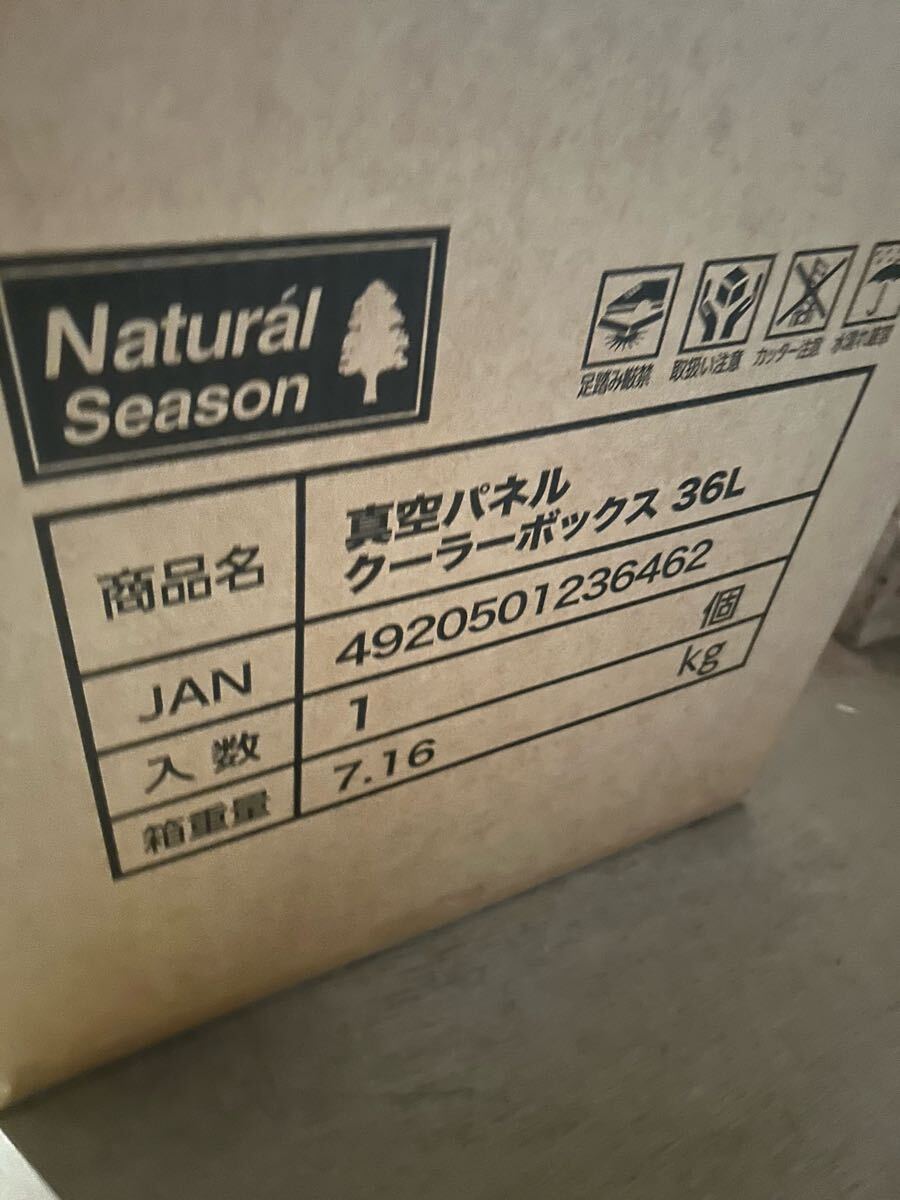 Naturál
Season
足踏み厳禁
取扱い注意
カッター注意
水濡れ厳禁
商品名
真空パネル
クーラーボックス 36L
JAN
4920501236462
入数
1
個
箱重量
7.16
kg